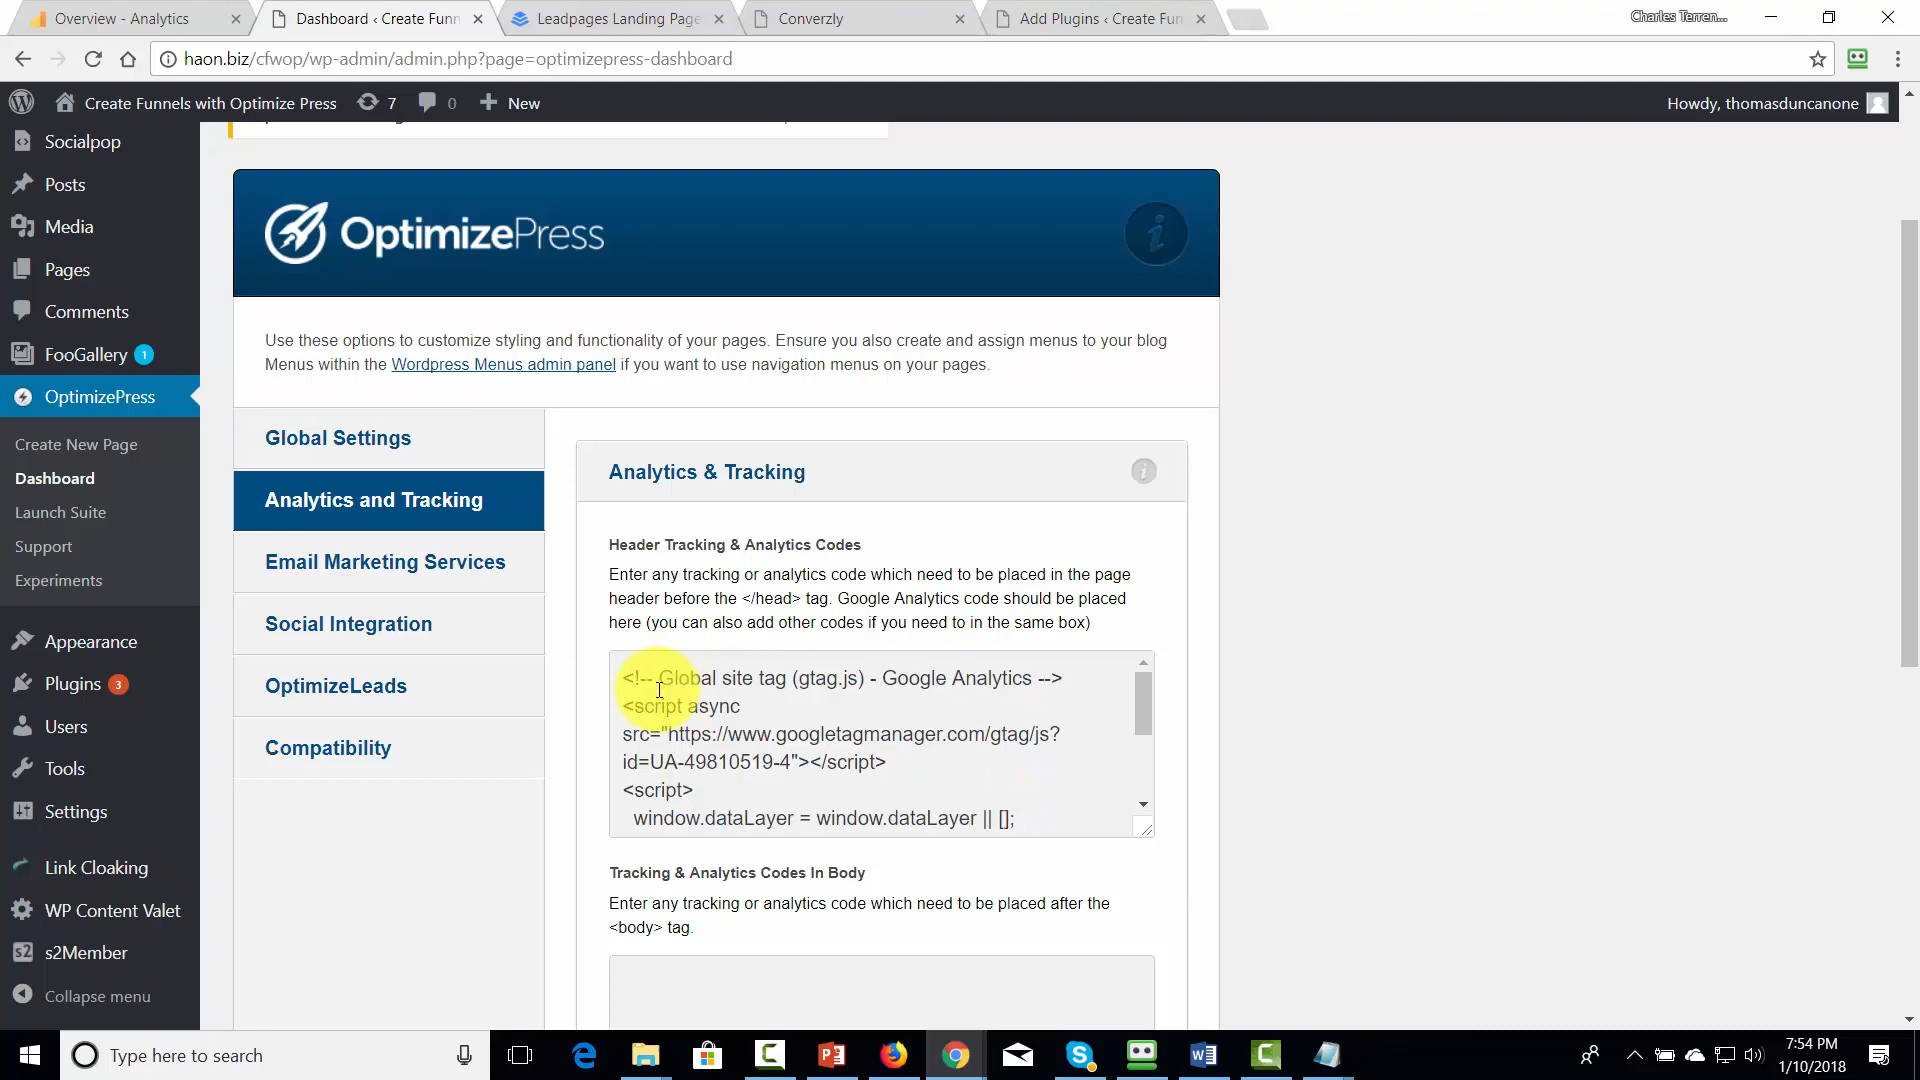 Overview - Analytics
Dashboard ‹ Create Funn
Leadpages Landing Page
Converzly
Add Plugins ‹ Create Fun
Charles Terren...
haon.biz/cfwop/wp-admin/admin.php?page=optimizepress-dashboard
Create Funnels with Optimize Press
7
0
New
Howdy, thomasduncanone
Socialpop
Posts
Media
Pages
Comments
FooGallery 1
OptimizePress
Create New Page
Dashboard
Launch Suite
Support
Experiments
Appearance
Plugins 3
Users
Tools
Settings
Link Cloaking
WP Content Valet
s2 s2Member
Collapse menu
OptimizePress
i
Use these options to customize styling and functionality of your pages. Ensure you also create and assign menus to your blog
Menus within the Wordpress Menus admin panel if you want to use navigation menus on your pages.
Global Settings
Analytics and Tracking
Email Marketing Services
Social Integration
OptimizeLeads
Compatibility
Analytics & Tracking
i
Header Tracking & Analytics Codes
Enter any tracking or analytics code which need to be placed in the page
header before the </head> tag. Google Analytics code should be placed
here (you can also add other codes if you need to in the same box)
<!-- Global site tag (gtag.js) - Google Analytics -->
<script async
src="https://www.googletagmanager.com/gtag/js?
id=UA-49810519-4"></script>
<script>
window.dataLayer = window.dataLayer || [];
Tracking & Analytics Codes In Body
Enter any tracking or analytics code which need to be placed after the
<body> tag.
Type here to search
7:54 PM
1/10/2018